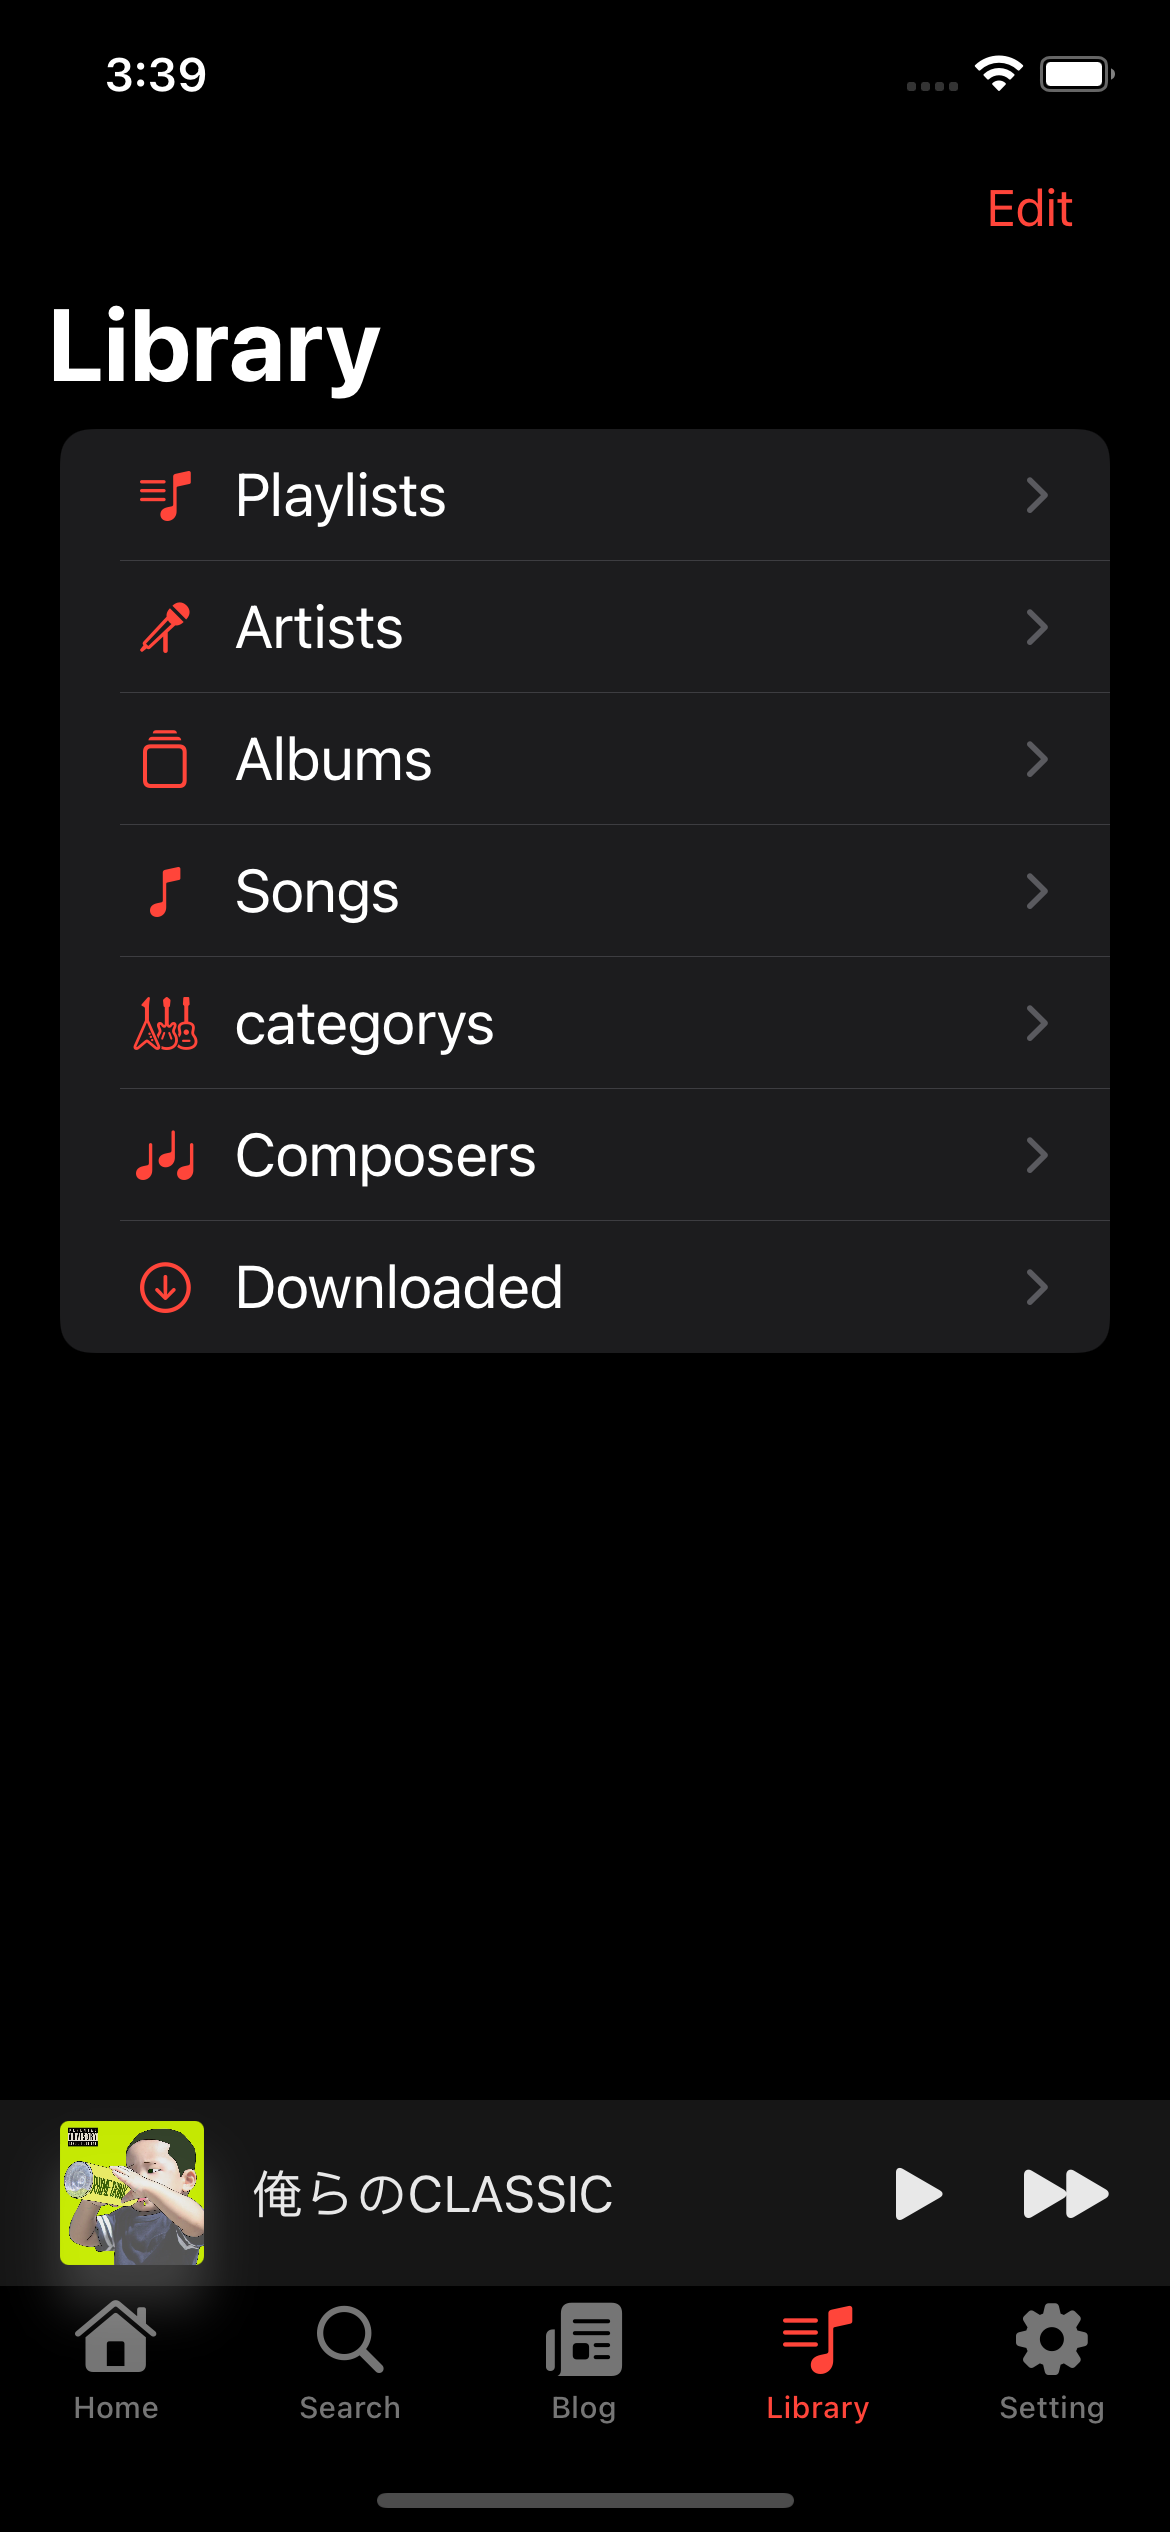 3:39
Edit
Library
Playlists
Artists
Albums
Songs
categorys
Composers
Downloaded
俺らのCLASSIC
Home
Search
Blog
Library
Setting